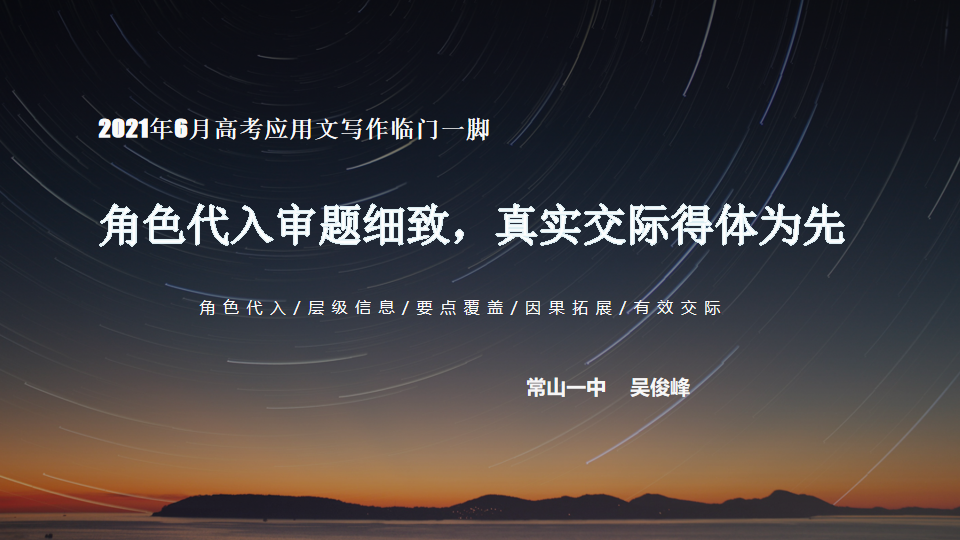 2021年6月高考应用文写作临门一脚
角色代入审题细致，真实交际得体为先
角色代入/层级信息/要点覆盖/因果拓展/有效交际
常山一中 吴俊峰